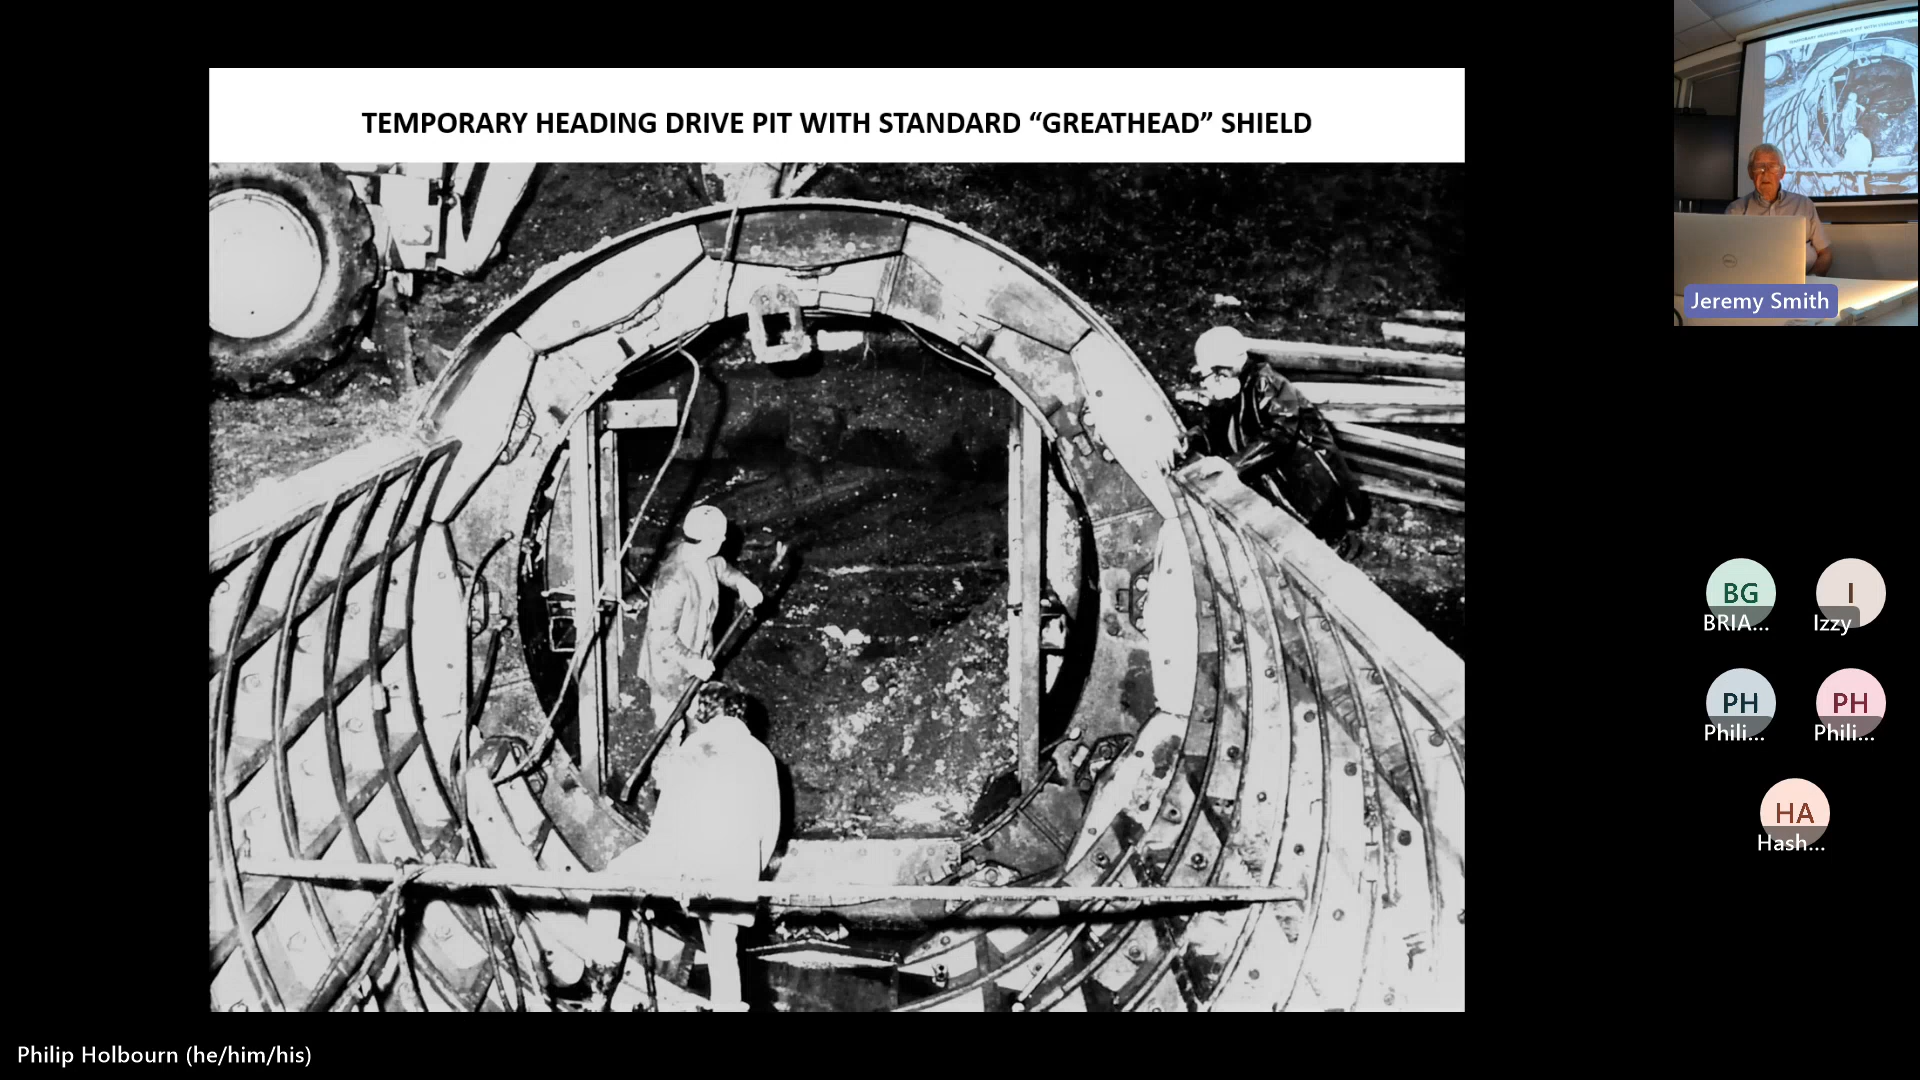 TEMPORARY HEADING DRIVE PIT WITH STANDARD “GREATHEAD” SHIELD
Jeremy Smith
BG
BRIA...
I
Izzy
PH
Phili...
PH
Phili...
HA
Hash...
Philip Holbourn (he/him/his)